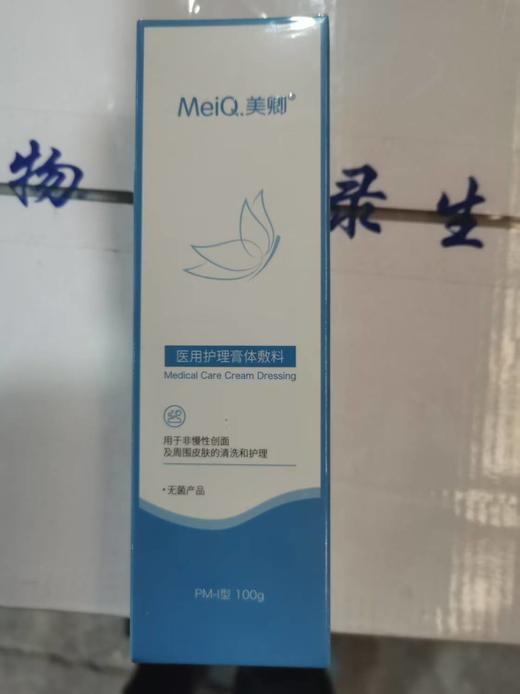 MeiQ.美卿®
物
录生
医用护理膏体敷料
Medical Care Cream Dressing
用于非慢性创面
及周围皮肤的清洗和护理
•无菌产品
PM-I型 100g